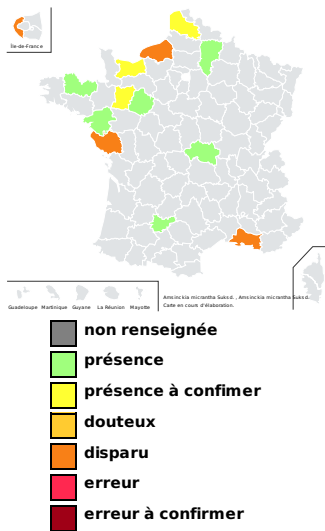 Île-de-France
Guadeloupe Martinique Guyane La Réunion Mayotte
Amsinckia micrantha Suksd. , Amsinckia micrantha Suksd.
Carte en cours d'élaboration.
non renseignée
présence
présence à confimer
douteux
disparu
erreur
erreur à confirmer